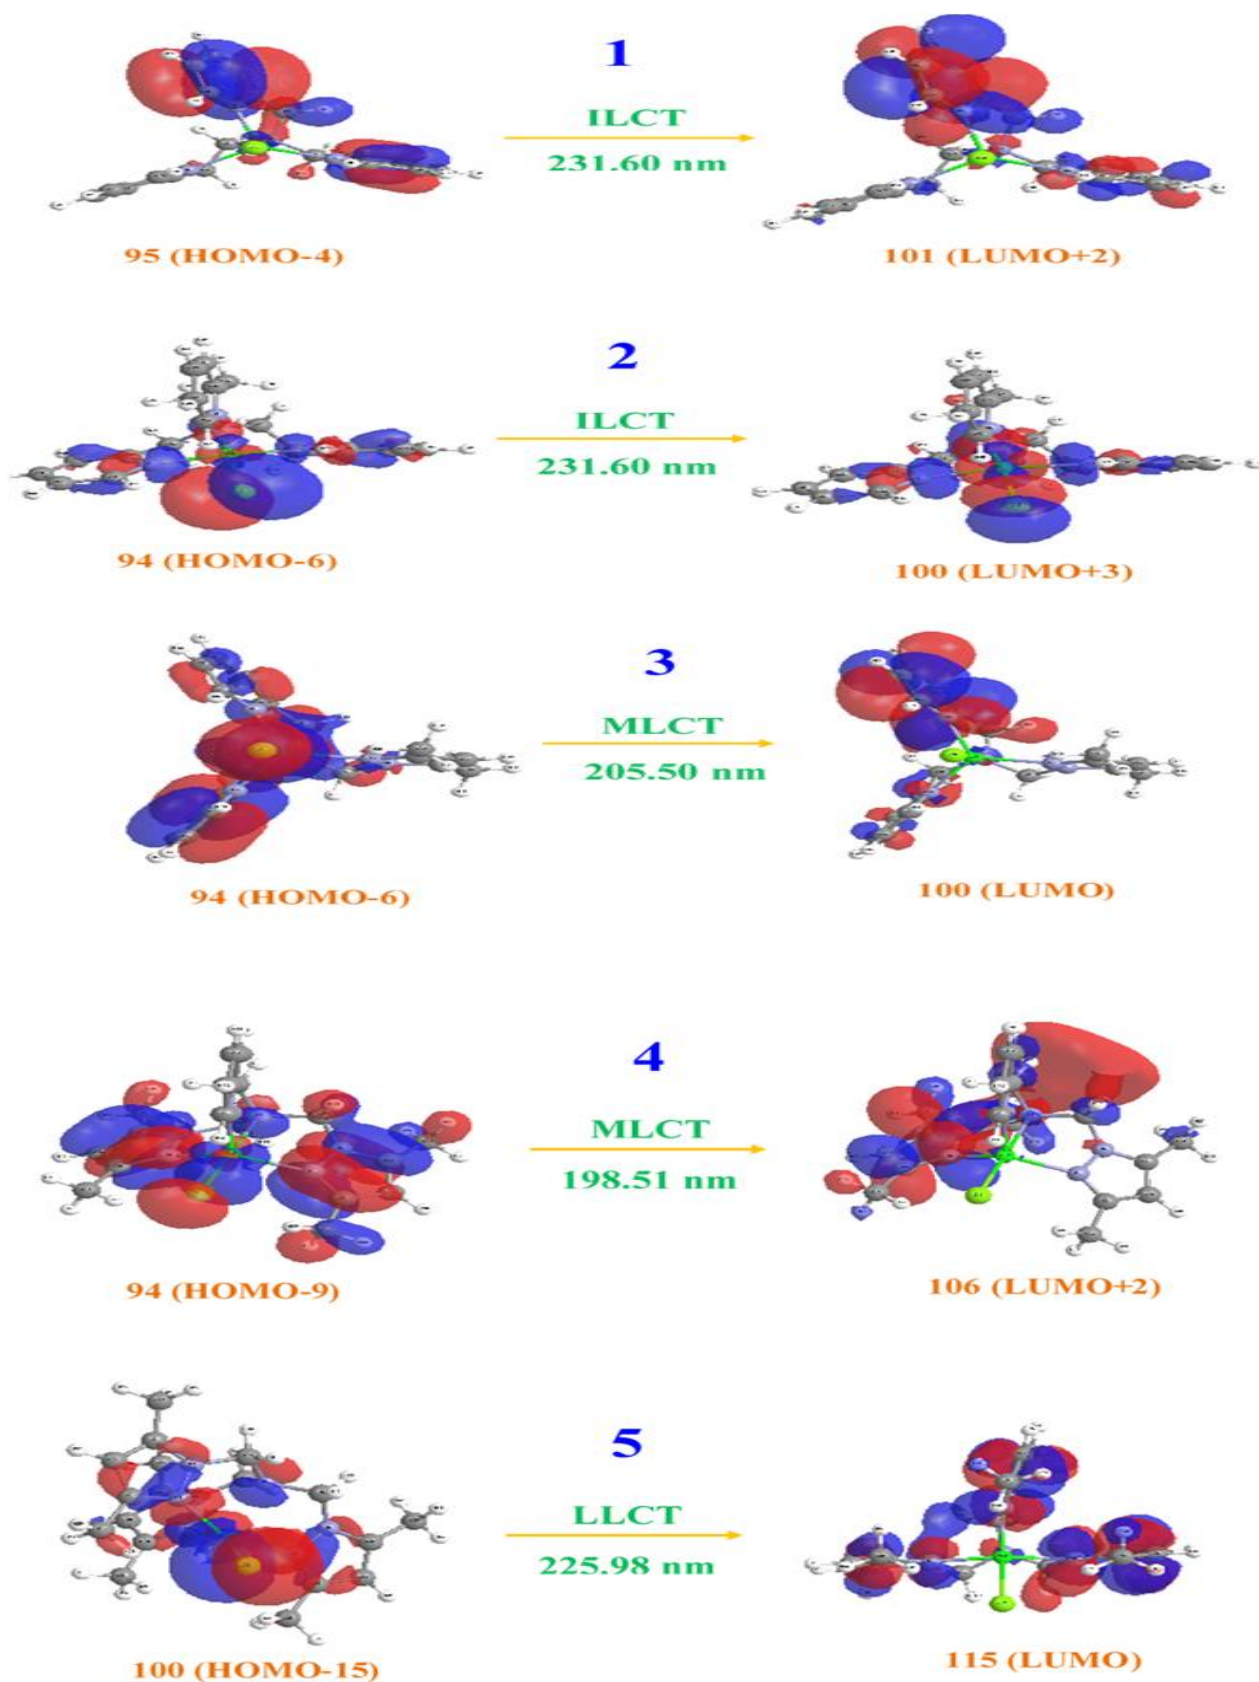 1
ILCT
231.60 nm
95 (HOMO-4)
101 (LUMO+2)
2
ILCT
231.60 nm
94 (HOMO-6)
100 (LUMO+3)
3
MLCT
205.50 nm
94 (HOMO-6)
100 (LUMO)
4
MLCT
198.51 nm
94 (HOMO-9)
106 (LUMO+2)
5
LLCT
225.98 nm
100 (HOMO-15)
115 (LUMO)